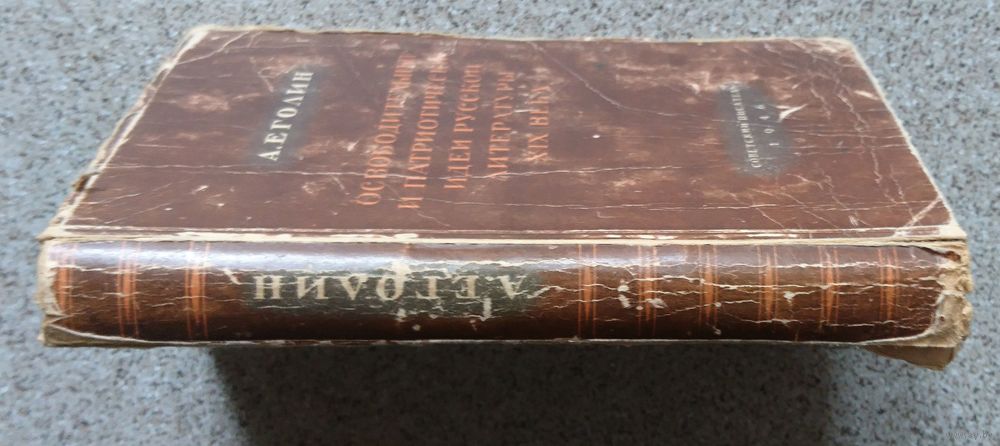 А. ЕГОЛИН
ОСВОБОДИТЕЛЬНЫЕ
И ПАТРИОТИЧЕСКИЕ
ИДЕИ РУССКОЙ
ЛИТЕРАТУРЫ
XIX ВЕКА
СОВЕТСКИЙ ПИСАТЕЛЬ
1946
А. ЕГОЛИН